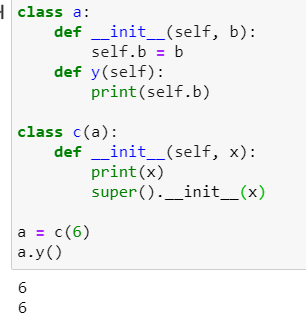 class a:
    def __init__(self, b):
        self.b = b
    def y(self):
        print(self.b)

class c(a):
    def __init__(self, x):
        print(x)
        super().__init__(x)

a = c(6)
a.y()

6
6